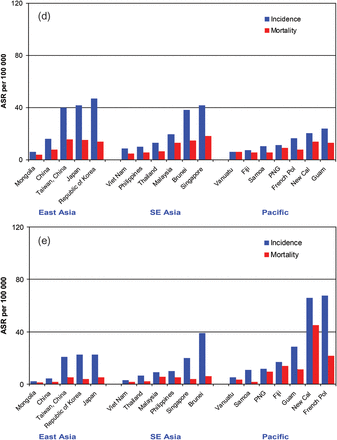 (d)
120
Incidence
Mortality
80
ASR per 100 000
40
0
Mongolia China Taiwan, China Japan Republic of Korea Viet Nam Philippines Thailand Malaysia Brunei Singapore Vanuatu Fiji Samoa PNG French Pol New Cal Guam
East Asia SE Asia Pacific
(e)
120
Incidence
Mortality
80
ASR per 100 000
40
0
Mongolia China Taiwan, China Republic of Korea Japan Viet Nam Thailand Malaysia Philippines Singapore Brunei Vanuatu Samoa PNG Fiji Guam New Cal French Pol
East Asia SE Asia Pacific